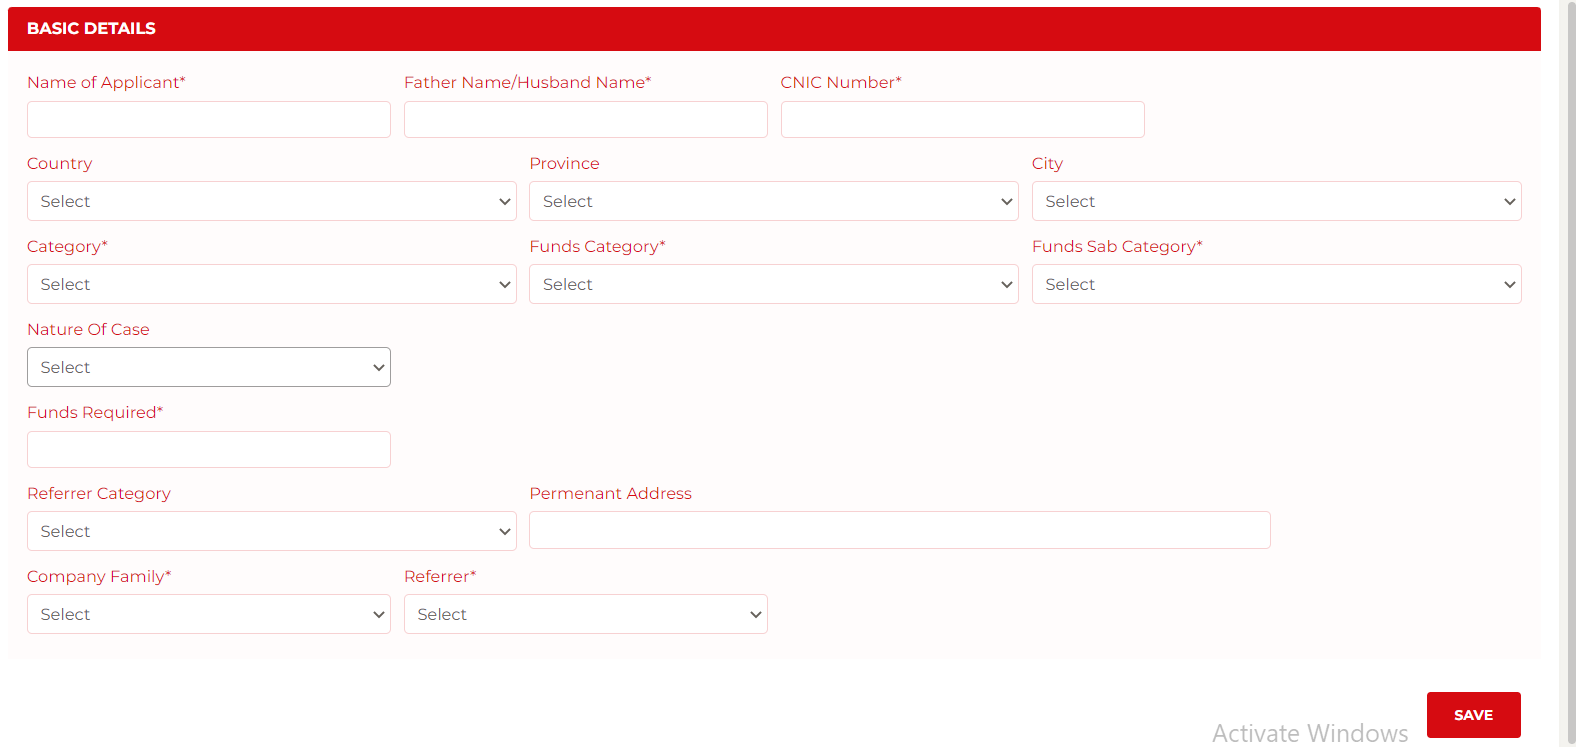 BASIC DETAILS
Name of Applicant* Father Name/Husband Name* CNIC Number*
Country Province City
Select Select Select
Category* Funds Category* Funds Sab Category*
Select Select Select
Nature Of Case
Select
Funds Required*
Referrer Category Permenant Address
Select
Company Family* Referrer*
Select Select
SAVE
Activate Windows